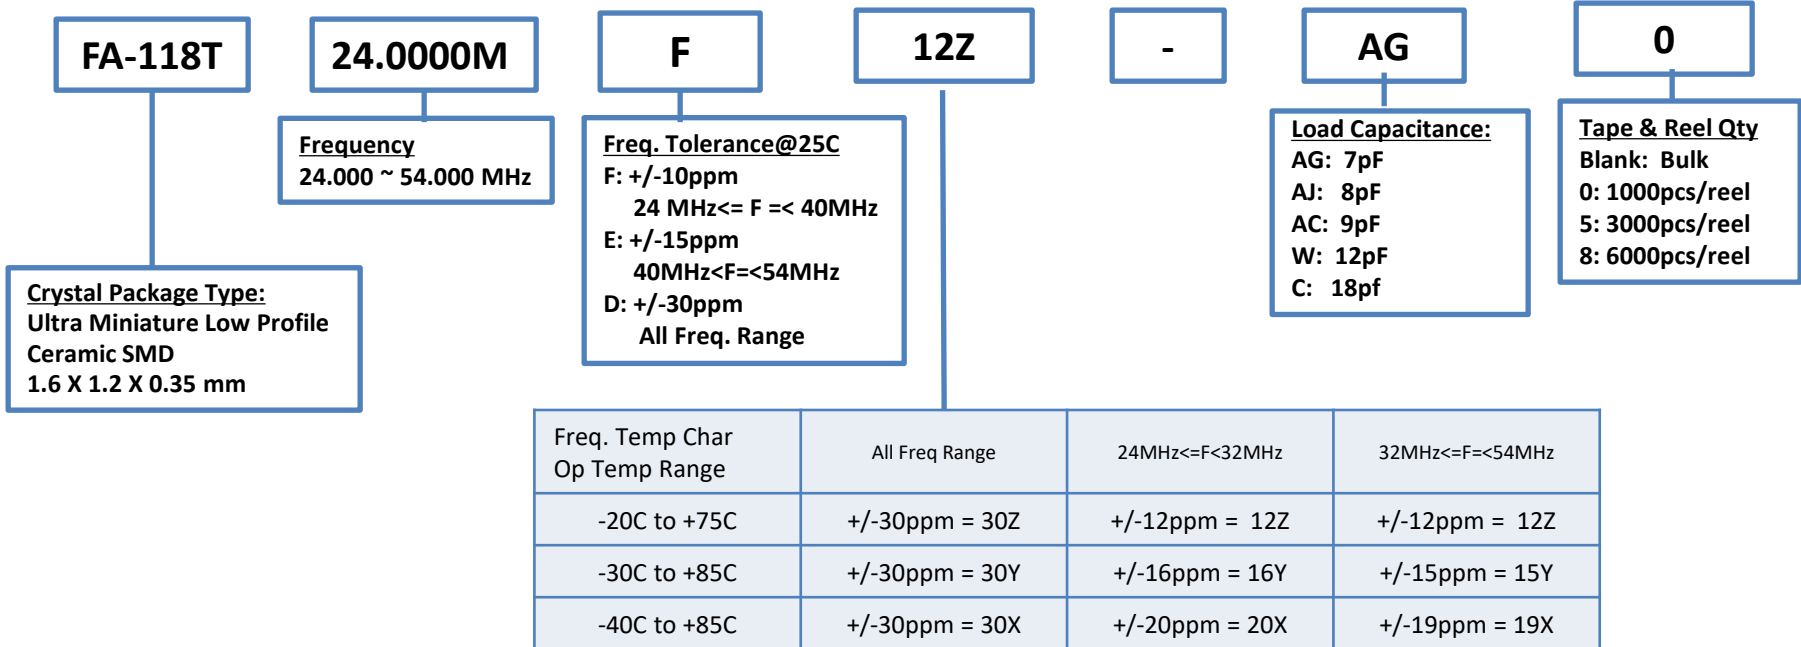 FA-118T
24.0000M
F
12Z
-
AG
0
Frequency
24.000 ~ 54.000 MHz
Freq. Tolerance@25C
F: +/-10ppm
24 MHz<= F =< 40MHz
E: +/-15ppm
40MHz<F=<54MHz
D: +/-30ppm
All Freq. Range
Load Capacitance:
AG: 7pF
AJ: 8pF
AC: 9pF
W: 12pF
C: 18pf
Tape & Reel Qty
Blank: Bulk
0: 1000pcs/reel
5: 3000pcs/reel
8: 6000pcs/reel
Crystal Package Type:
Ultra Miniature Low Profile
Ceramic SMD
1.6 X 1.2 X 0.35 mm
Freq. Temp Char
Op Temp Range
All Freq Range
24MHz<=F<32MHz
32MHz<=F=<54MHz
-20C to +75C
+/-30ppm = 30Z
+/-12ppm = 12Z
+/-12ppm = 12Z
-30C to +85C
+/-30ppm = 30Y
+/-16ppm = 16Y
+/-15ppm = 15Y
-40C to +85C
+/-30ppm = 30X
+/-20ppm = 20X
+/-19ppm = 19X